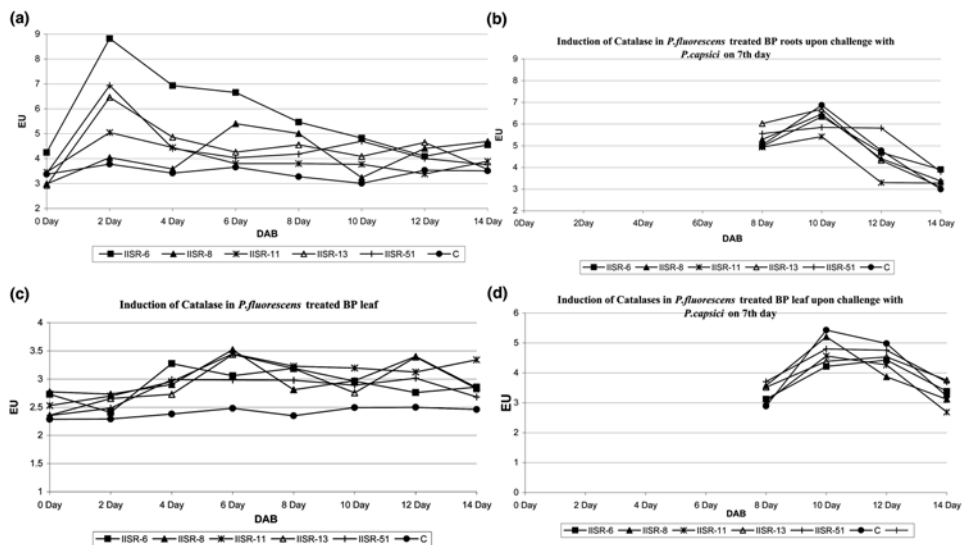 (a)
9
8
7
6
5
4
3
2
EU
0 Day 2 Day 4 Day 6 Day 8 Day 10 Day 12 Day 14 Day
DAB
IISR-6 IISR-8 IISR-11 IISR-13 IISR-51 C
(b)
Induction of Catalase in P.fluorescens treated BP roots upon challenge with
P.capsici on 7th day
9
8
7
6
5
4
3
2
EU
0Day 2Day 4 Day 6 Day 8 Day 10 Day 12 Day 14 Day
DAB
IISR-6 IISR-8 IISR-11 IISR-13 IISR-51 C
(c)
Induction of Catalase in P.fluorescens treated BP leaf
4
3.5
3
2.5
2
1.5
1
EU
0 Day 2 Day 4 Day 6 Day 8 Day 10 Day 12 Day 14 Day
DAB
IISR-6 IISR-8 IISR-11 IISR-13 IISR-51 C
(d)
Induction of Catalases in P.fluorescens treated BP leaf upon challenge with
P.capsici on 7th day
6
5
4
3
2
1
0
EU
0 Day 2 Day 4 Day 6 Day 8 Day 10 Day 12 Day 14 Day
DAB
IISR-6 IISR-8 IISR-11 IISR-13 IISR-51 C